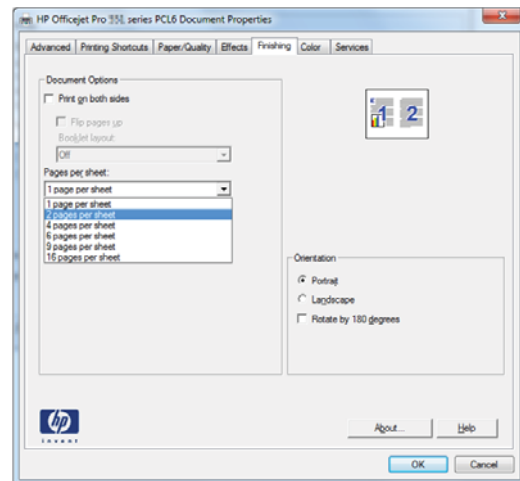 HP Officejet Pro 551 series PCL6 Document Properties
Advanced Printing Shortcuts Paper/Quality Effects Finishing Color Services
Document Options
Print on both sides
Flip pages up
Booklet layout:
Off
Pages per sheet:
1 page per sheet
1 page per sheet
2 pages per sheet
4 pages per sheet
6 pages per sheet
9 pages per sheet
16 pages per sheet
1 2
Orientation
Portrait
Landscape
Rotate by 180 degrees
hp
invent
About... Help
OK Cancel